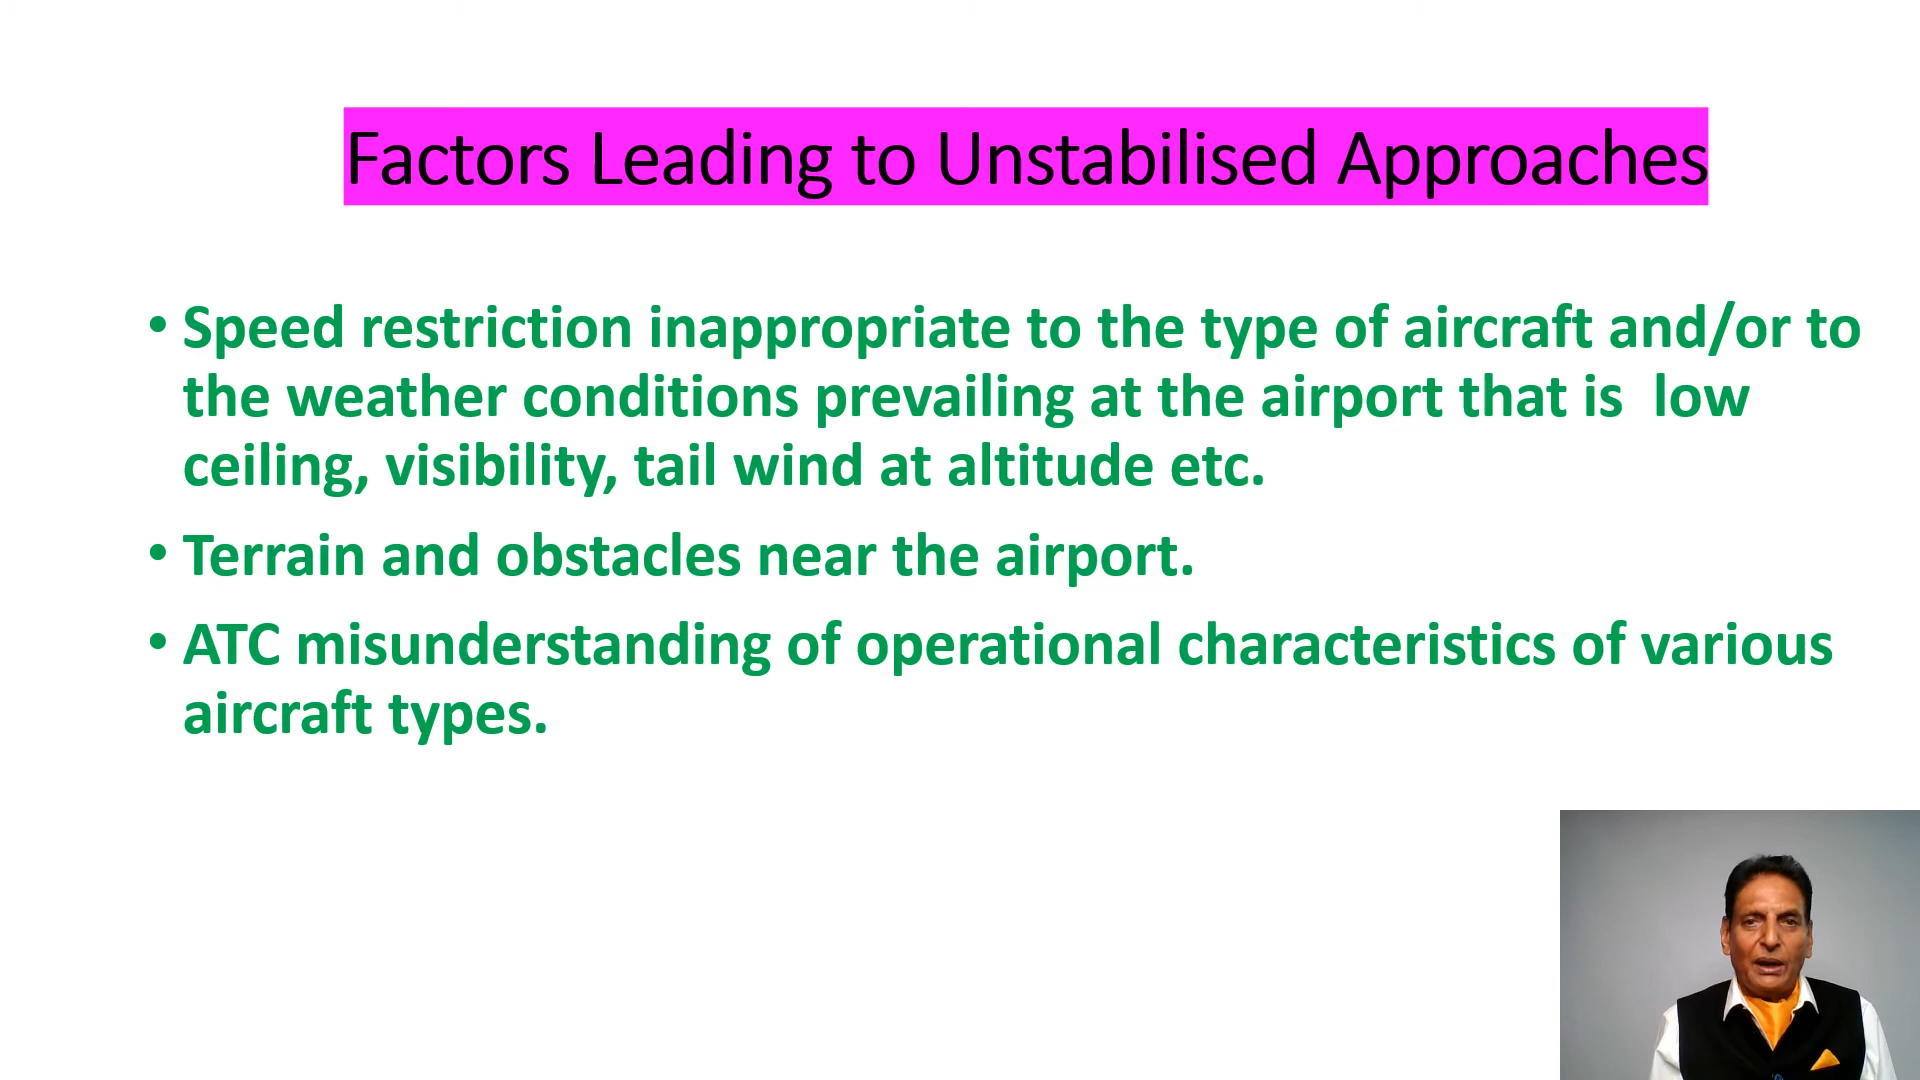 Factors Leading to Unstabilised Approaches
• Speed restriction inappropriate to the type of aircraft and/or to
the weather conditions prevailing at the airport that is  low
ceiling, visibility, tail wind at altitude etc.
• Terrain and obstacles near the airport.
• ATC misunderstanding of operational characteristics of various
aircraft types.